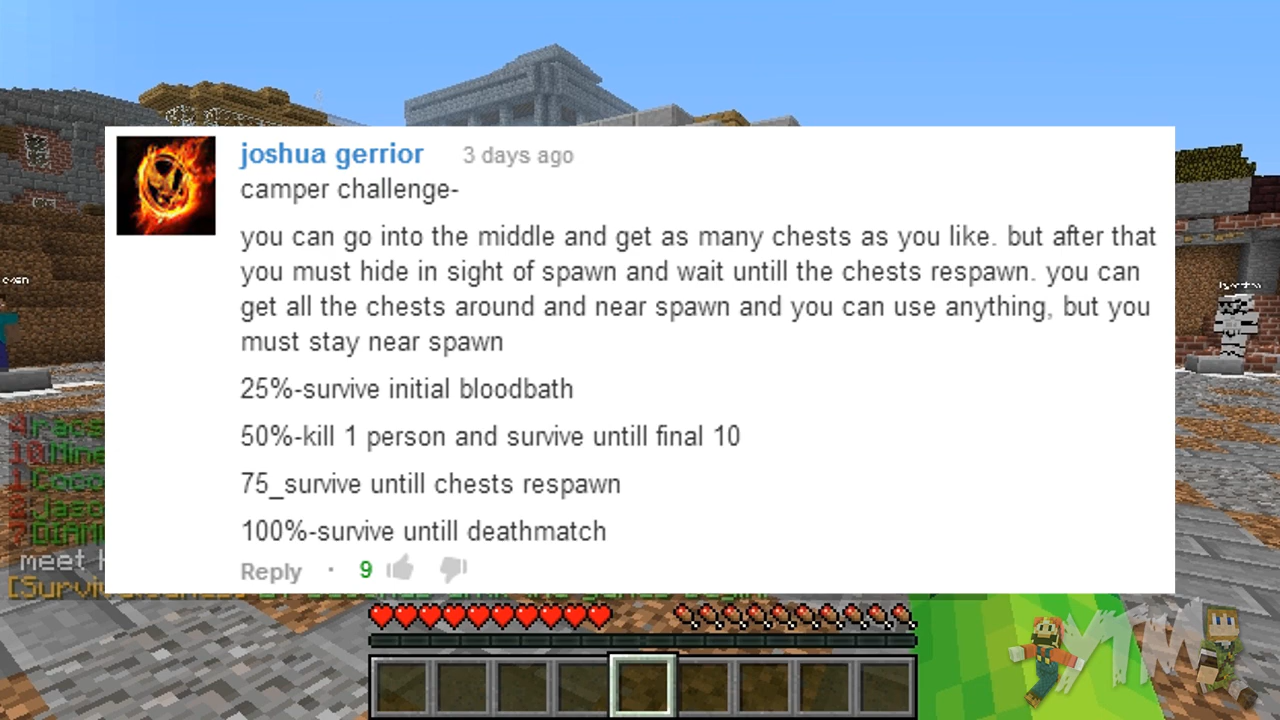 joshua gerrior 3 days ago
camper challenge-
you can go into the middle and get as many chests as you like. but after that
you must hide in sight of spawn and wait untill the chests respawn. you can
get all the chests around and near spawn and you can use anything, but you
must stay near spawn
25%-survive initial bloodbath
50%-kill 1 person and survive untill final 10
75_survive untill chests respawn
100%-survive untill deathmatch
Reply · 9
meet